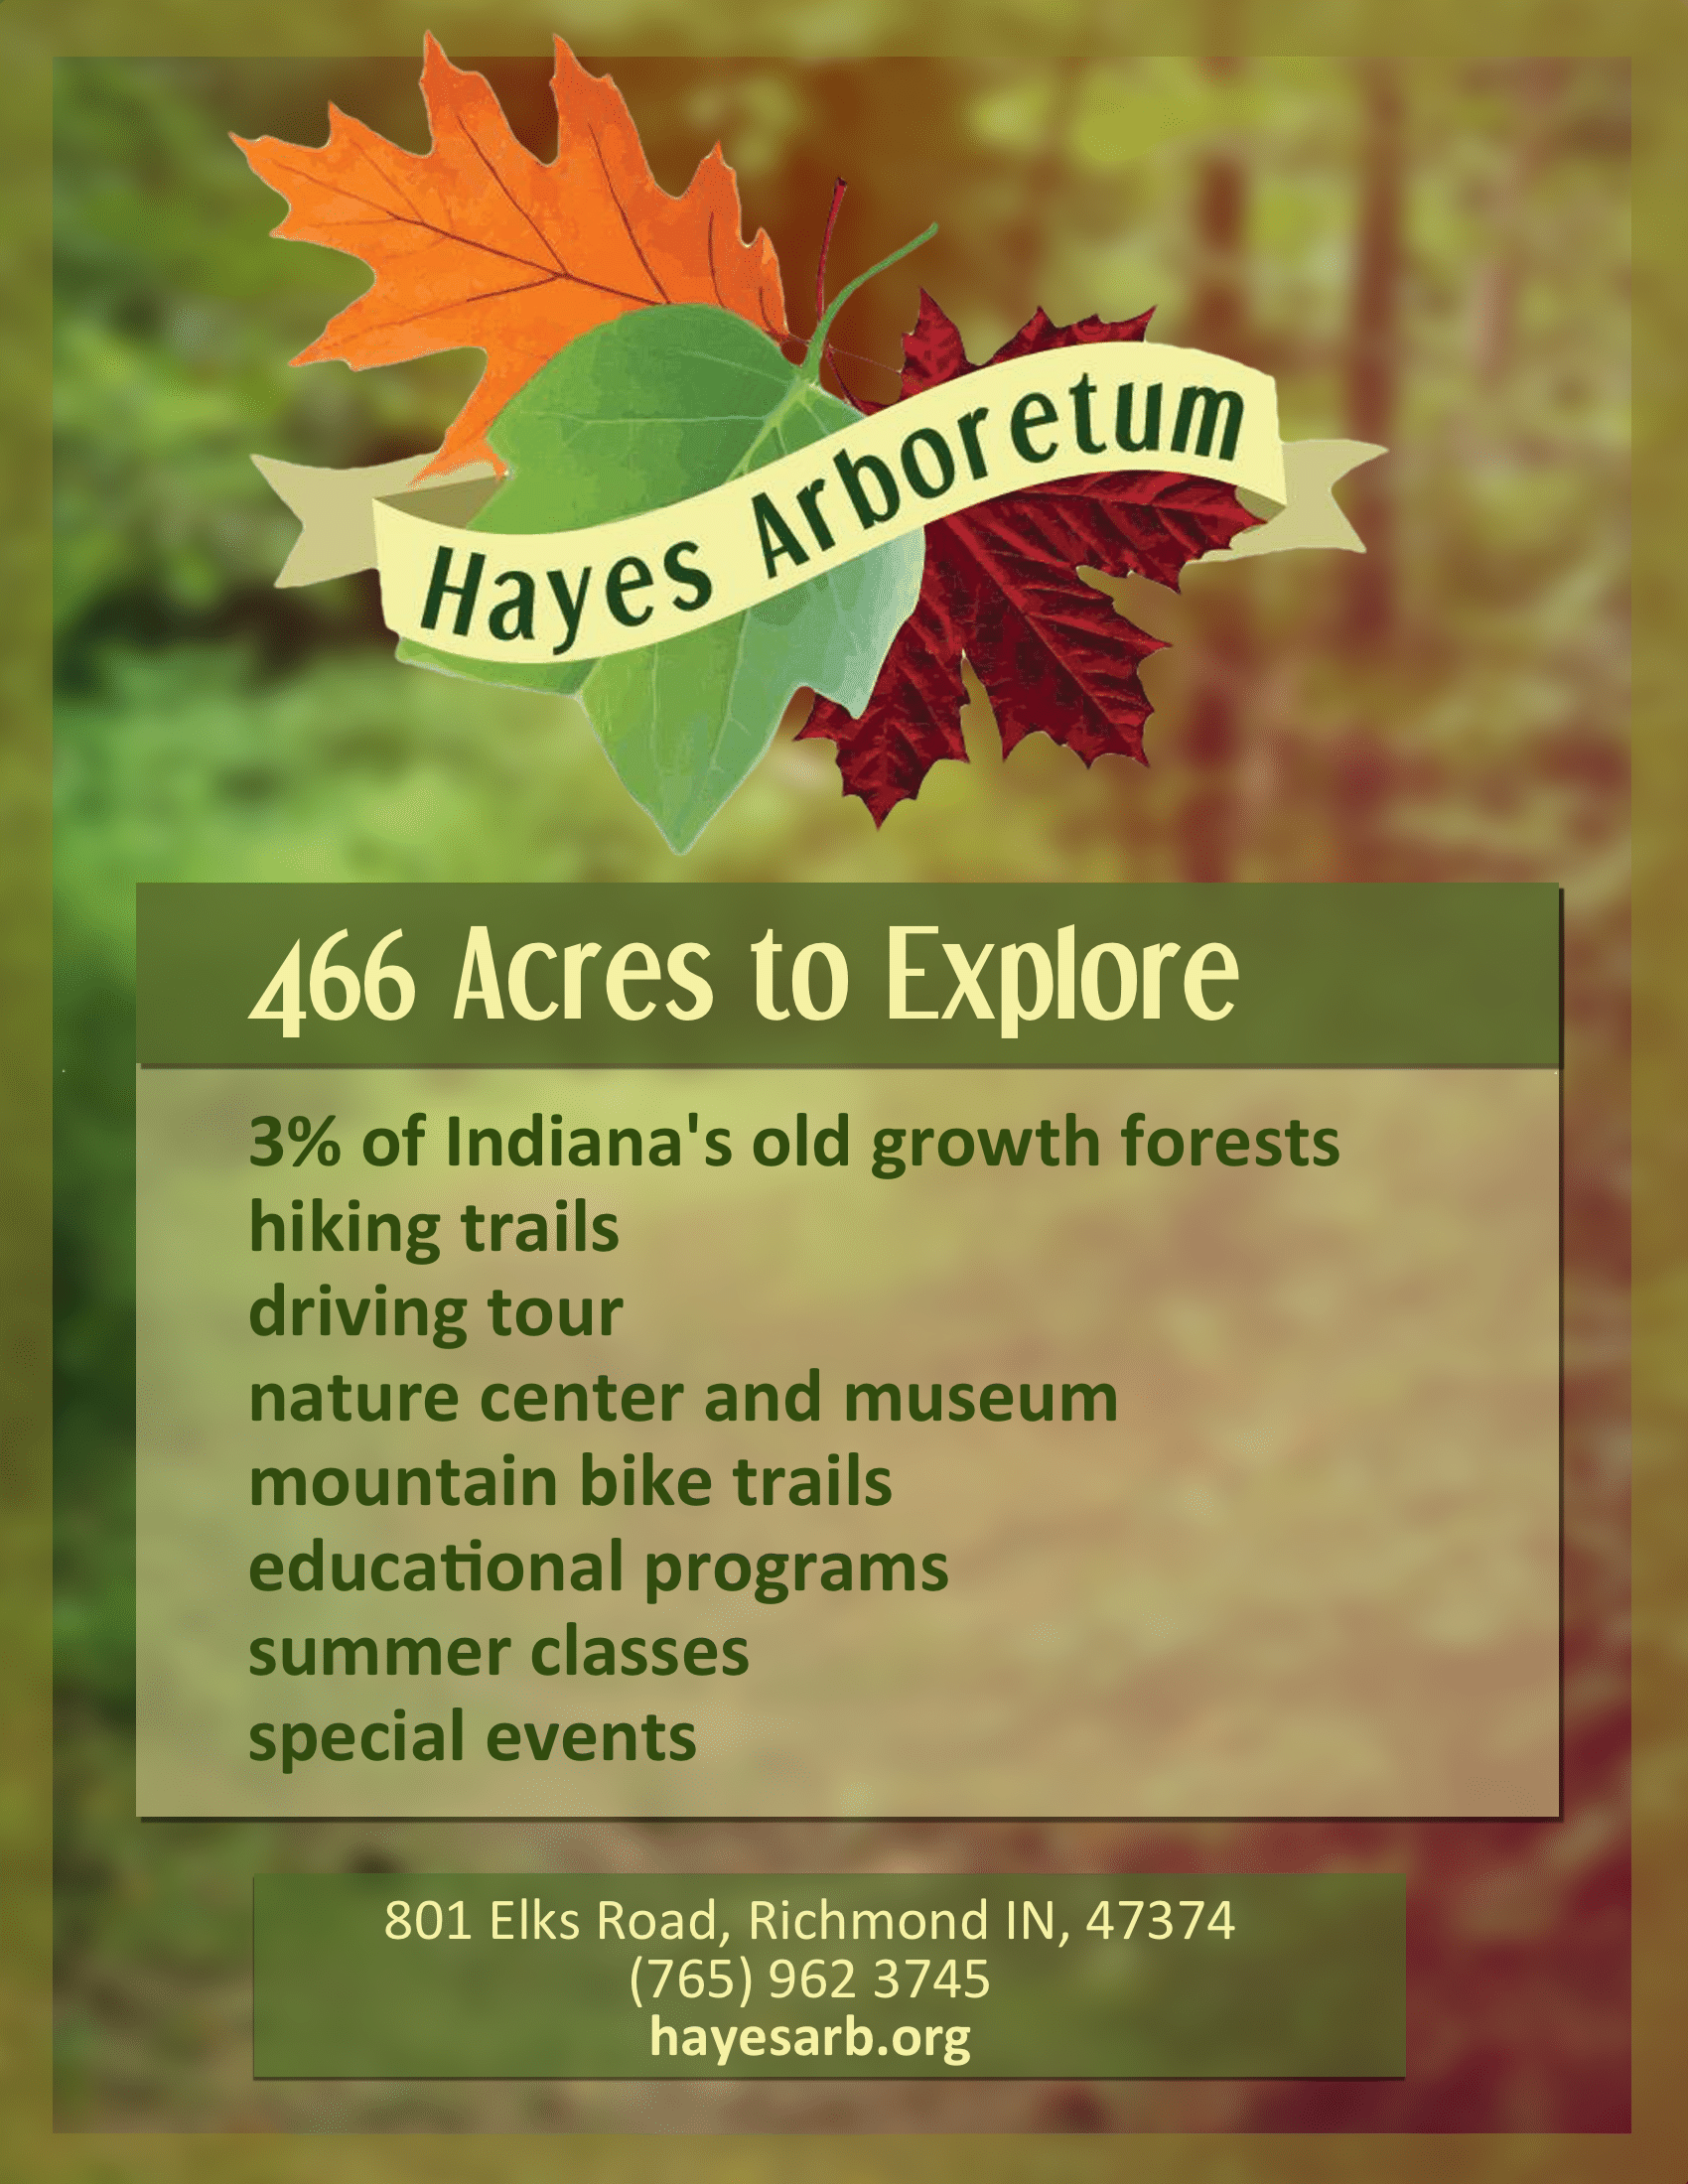 Hayes Arboretum
466 Acres to Explore
3% of Indiana's old growth forests
hiking trails
driving tour
nature center and museum
mountain bike trails
educational programs
summer classes
special events
801 Elks Road, Richmond IN, 47374
(765) 962 3745
hayesarb.org